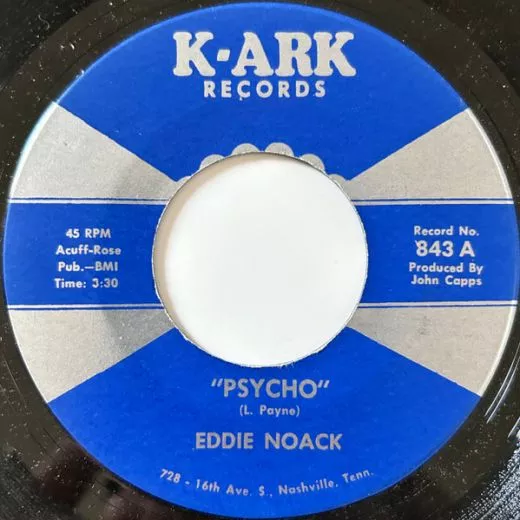 K-ARK
RECORDS
45 RPM
Acuff-Rose
Pub.—BMI
Time: 3:30
Record No.
843 A
Produced By
John Capps
"PSYCHO"
(L. Payne)
EDDIE NOACK
728 - 16th Ave. S., Nashville, Tenn.